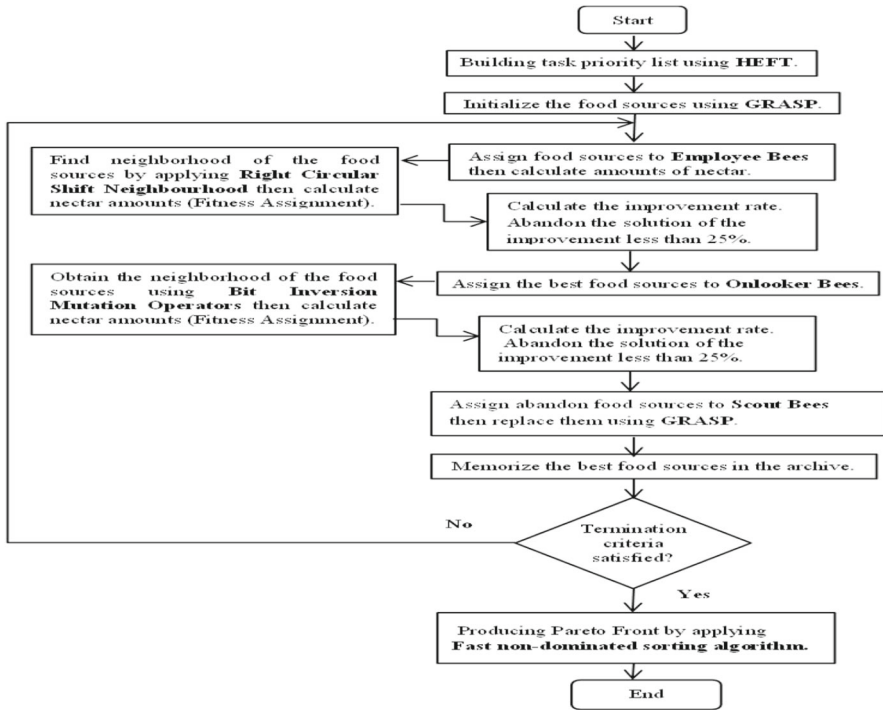 Start
Building task priority list using HEFT.
Initialize the food sources using GRASP.
Assign food sources to Employee Bees
then calculate amounts of nectar.
Find neighborhood of the food
sources by applying Right Circular
Shift Neighbourhood then calculate
nectar amounts (Fitness Assignment).
Calculate the improvement rate.
Abandon the solution of the
improvement less than 25%.
Assign the best food sources to Onlooker Bees.
Obtain the neighborhood of the food
sources using Bit Inversion
Mutation Operators then calculate
nectar amounts (Fitness Assignment).
Calculate the improvement rate.
Abandon the solution of the
improvement less than 25%.
Assign abandon food sources to Scout Bees
then replace them using GRASP.
Memorize the best food sources in the archive.
No
Termination
criteria
satisfied?
Yes
Producing Pareto Front by applying
Fast non-dominated sorting algorithm.
End